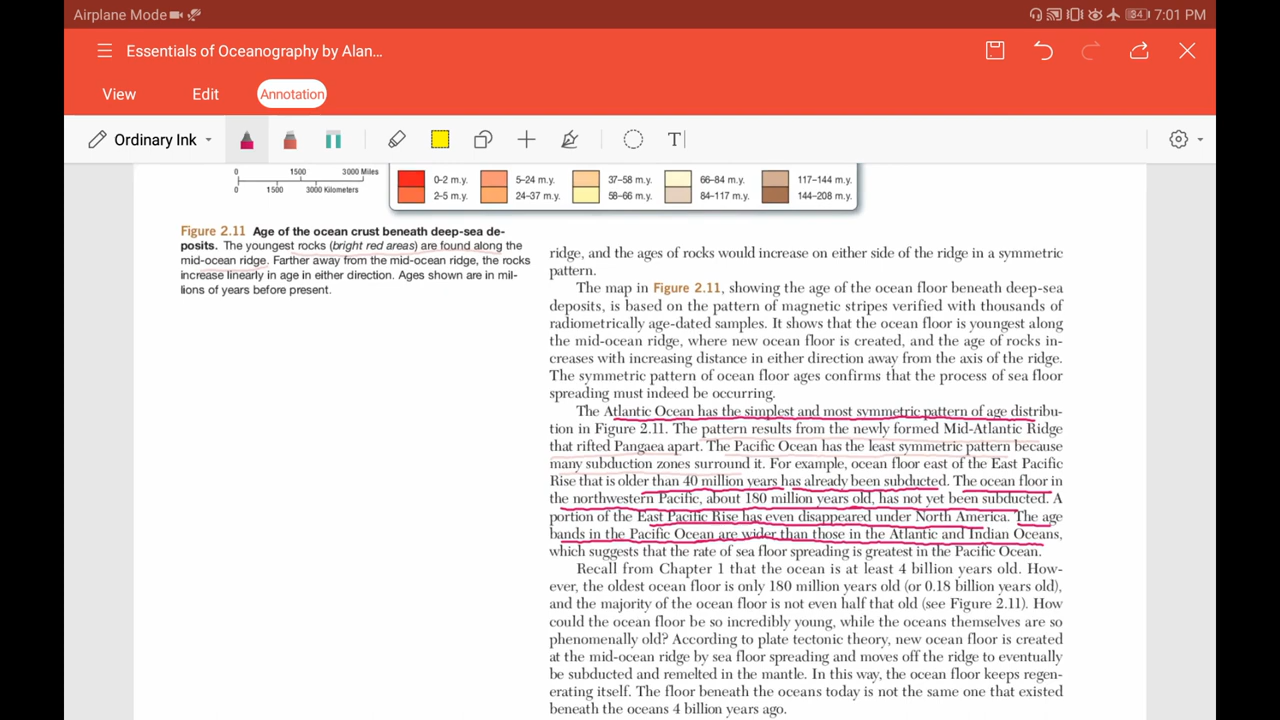 Airplane Mode
34 7:01 PM
Essentials of Oceanography by Alan...
View Edit Annotation
Ordinary Ink
T
0 1500 3000 Miles
0 1500 3000 Kilometers
0–2 m.y. 5–24 m.y. 37–58 m.y. 66–84 m.y. 117–144 m.y.
2–5 m.y. 24–37 m.y. 58–66 m.y. 84–117 m.y. 144–208 m.y.
Figure 2.11 Age of the ocean crust beneath deep-sea de-
posits. The youngest rocks (bright red areas) are found along the
mid-ocean ridge. Farther away from the mid-ocean ridge, the rocks
increase linearly in age in either direction. Ages shown are in mil-
lions of years before present.
ridge, and the ages of rocks would increase on either side of the ridge in a symmetric
pattern.
The map in Figure 2.11, showing the age of the ocean floor beneath deep-sea
deposits, is based on the pattern of magnetic stripes verified with thousands of
radiometrically age-dated samples. It shows that the ocean floor is youngest along
the mid-ocean ridge, where new ocean floor is created, and the age of rocks in-
creases with increasing distance in either direction away from the axis of the ridge.
The symmetric pattern of ocean floor ages confirms that the process of sea floor
spreading must indeed be occurring.
The Atlantic Ocean has the simplest and most symmetric pattern of age distribu-
tion in Figure 2.11. The pattern results from the newly formed Mid-Atlantic Ridge
that rifted Pangaea apart. The Pacific Ocean has the least symmetric pattern because
many subduction zones surround it. For example, ocean floor east of the East Pacific
Rise that is older than 40 million years has already been subducted. The ocean floor in
the northwestern Pacific, about 180 million years old, has not yet been subducted. A
portion of the East Pacific Rise has even disappeared under North America. The age
bands in the Pacific Ocean are wider than those in the Atlantic and Indian Oceans,
which suggests that the rate of sea floor spreading is greatest in the Pacific Ocean.
Recall from Chapter 1 that the ocean is at least 4 billion years old. How-
ever, the oldest ocean floor is only 180 million years old (or 0.18 billion years old),
and the majority of the ocean floor is not even half that old (see Figure 2.11). How
could the ocean floor be so incredibly young, while the oceans themselves are so
phenomenally old? According to plate tectonic theory, new ocean floor is created
at the mid-ocean ridge by sea floor spreading and moves off the ridge to eventually
be subducted and remelted in the mantle. In this way, the ocean floor keeps regen-
erating itself. The floor beneath the oceans today is not the same one that existed
beneath the oceans 4 billion years ago.